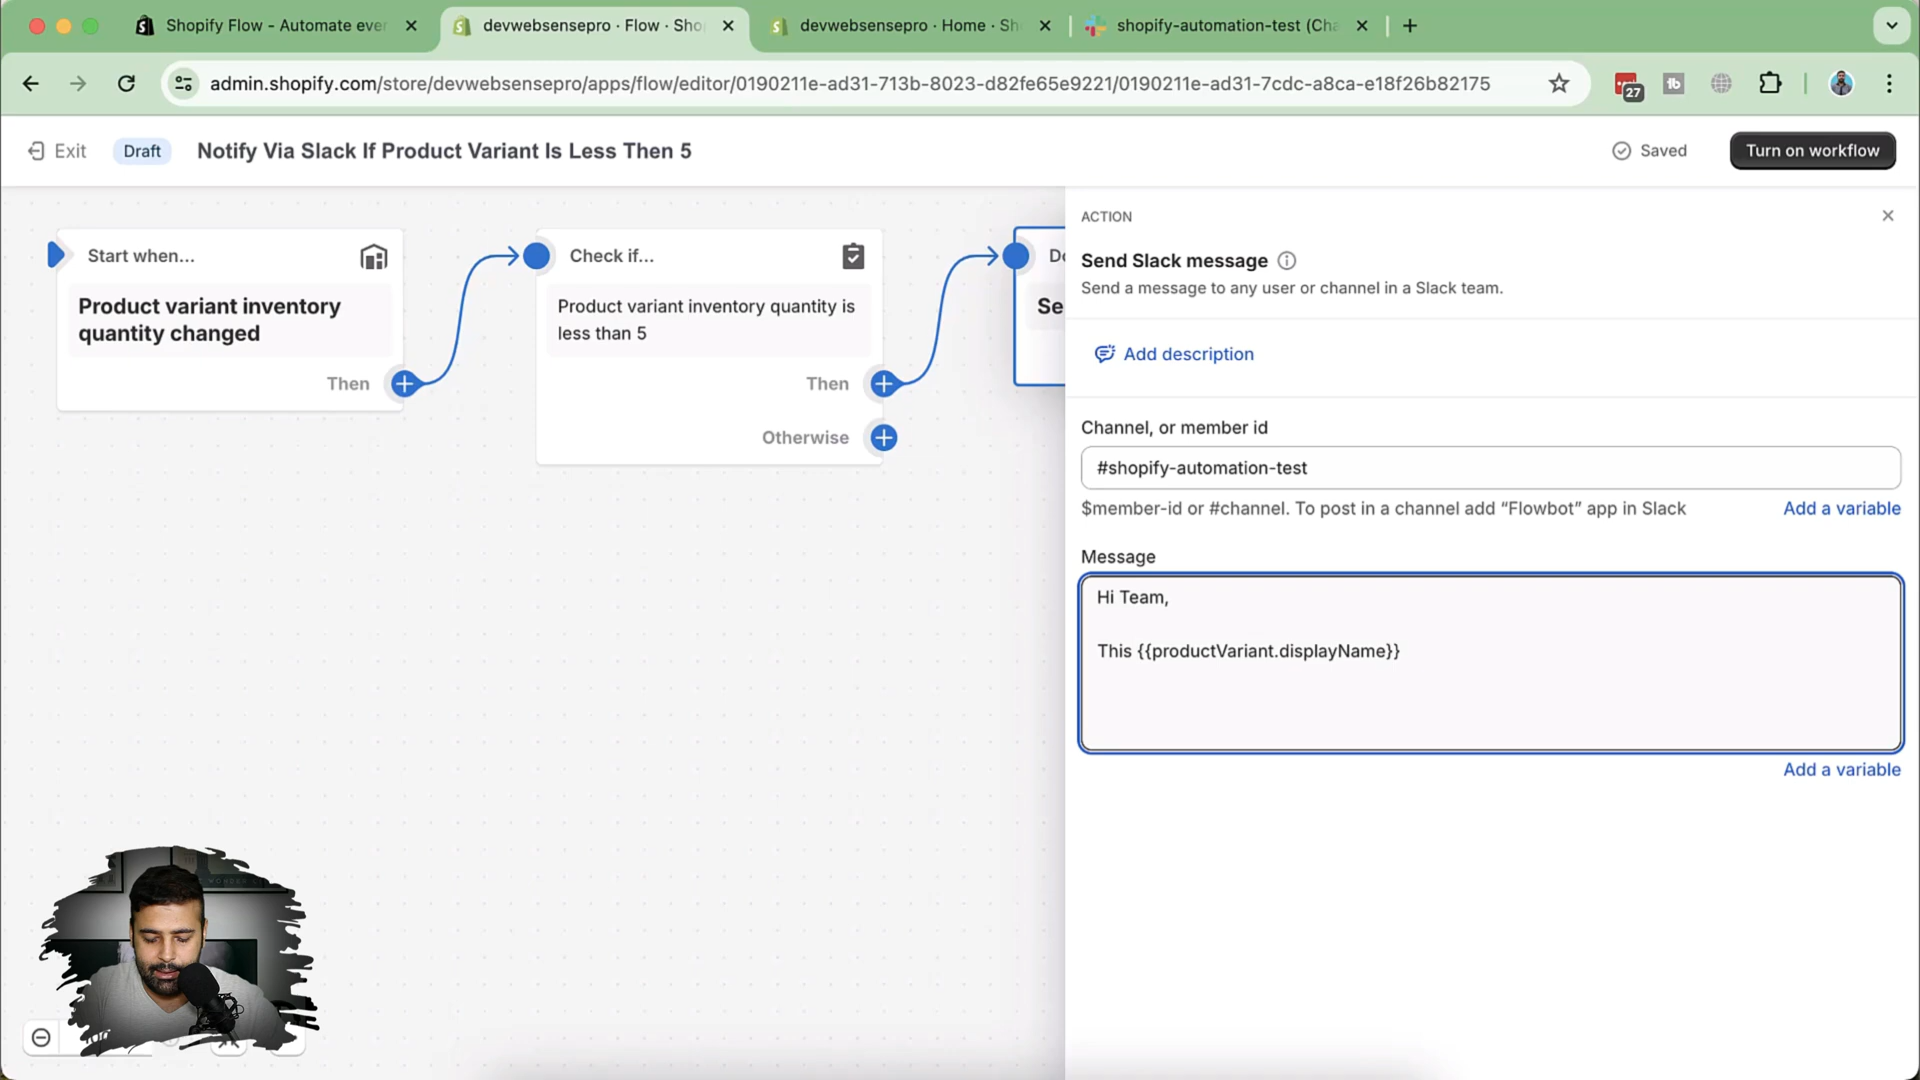 Shopify Flow - Automate ever
devwebsensepro · Flow · Sho
devwebsensepro · Home · Sh
shopify-automation-test (Cha
admin.shopify.com/store/devwebsensepro/apps/flow/editor/0190211e-ad31-713b-8023-d82fe65e9221/0190211e-ad31-7cdc-a8ca-e18f26b82175
27
tb
Exit
Draft
Notify Via Slack If Product Variant Is Less Then 5
Saved
Turn on workflow
Start when...
Product variant inventory
quantity changed
Then
Check if...
Product variant inventory quantity is
less than 5
Then
Otherwise
Do
Se
ACTION
Send Slack message
Send a message to any user or channel in a Slack team.
Add description
Channel, or member id
#shopify-automation-test
$member-id or #channel. To post in a channel add “Flowbot” app in Slack
Add a variable
Message
Hi Team,
This {{productVariant.displayName}}
Add a variable